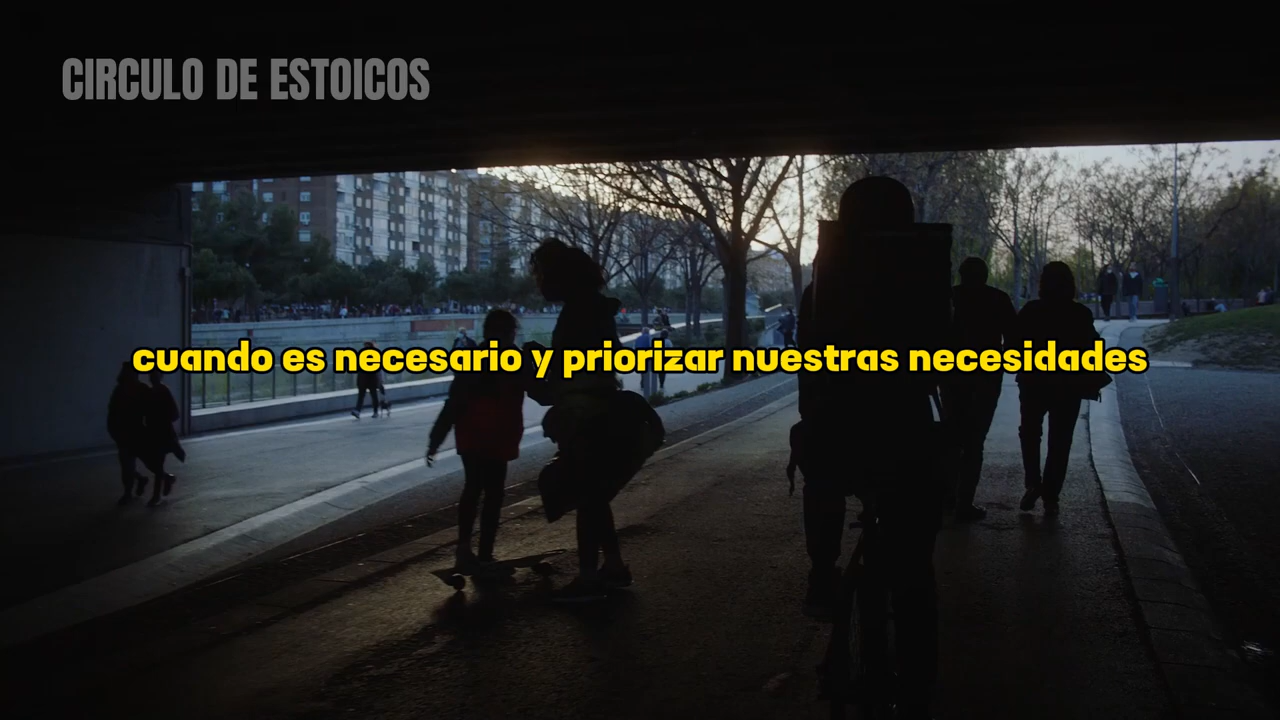 CIRCULO DE ESTOICOS
cuando es necesario y priorizar nuestras necesidades